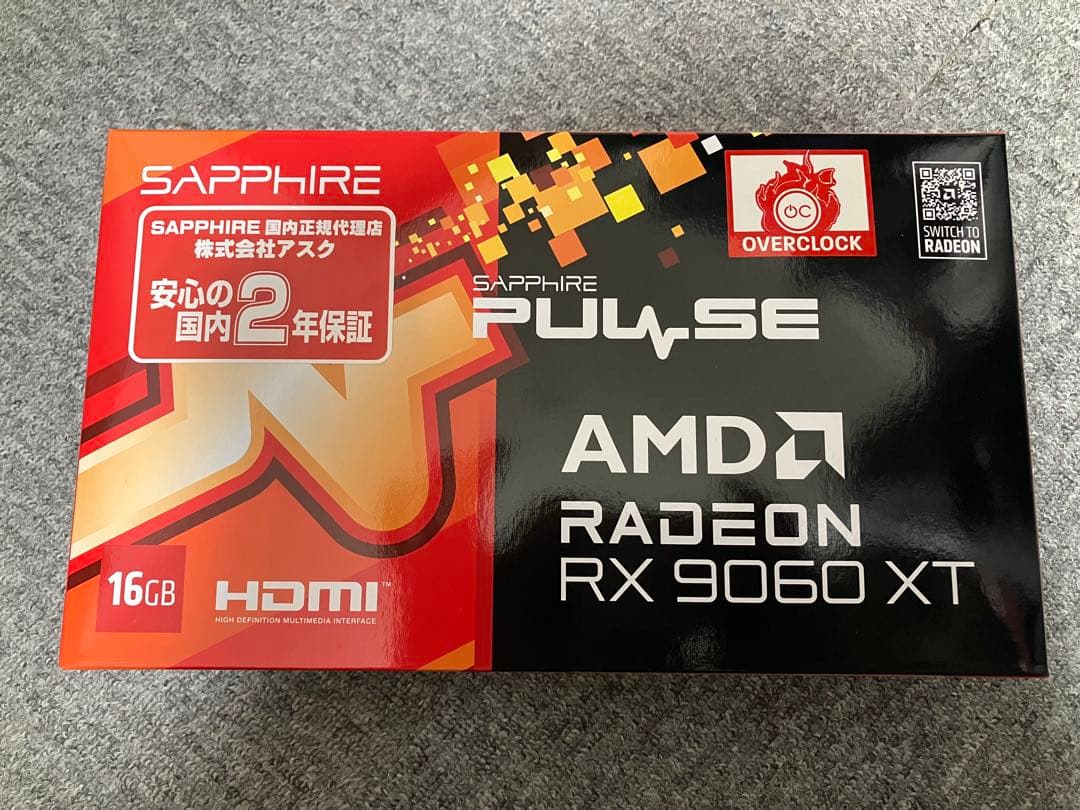 SAPPHIRE
SAPPHIRE 国内正規代理店
株式会社アスク
安心の
国内2年保証
SAPPHIRE
PULSE
OC
OVERCLOCK
SWITCH TO
RADEON
AMD
RADEON
RX 9060 XT
16GB
HDMI™
HIGH DEFINITION MULTIMEDIA INTERFACE